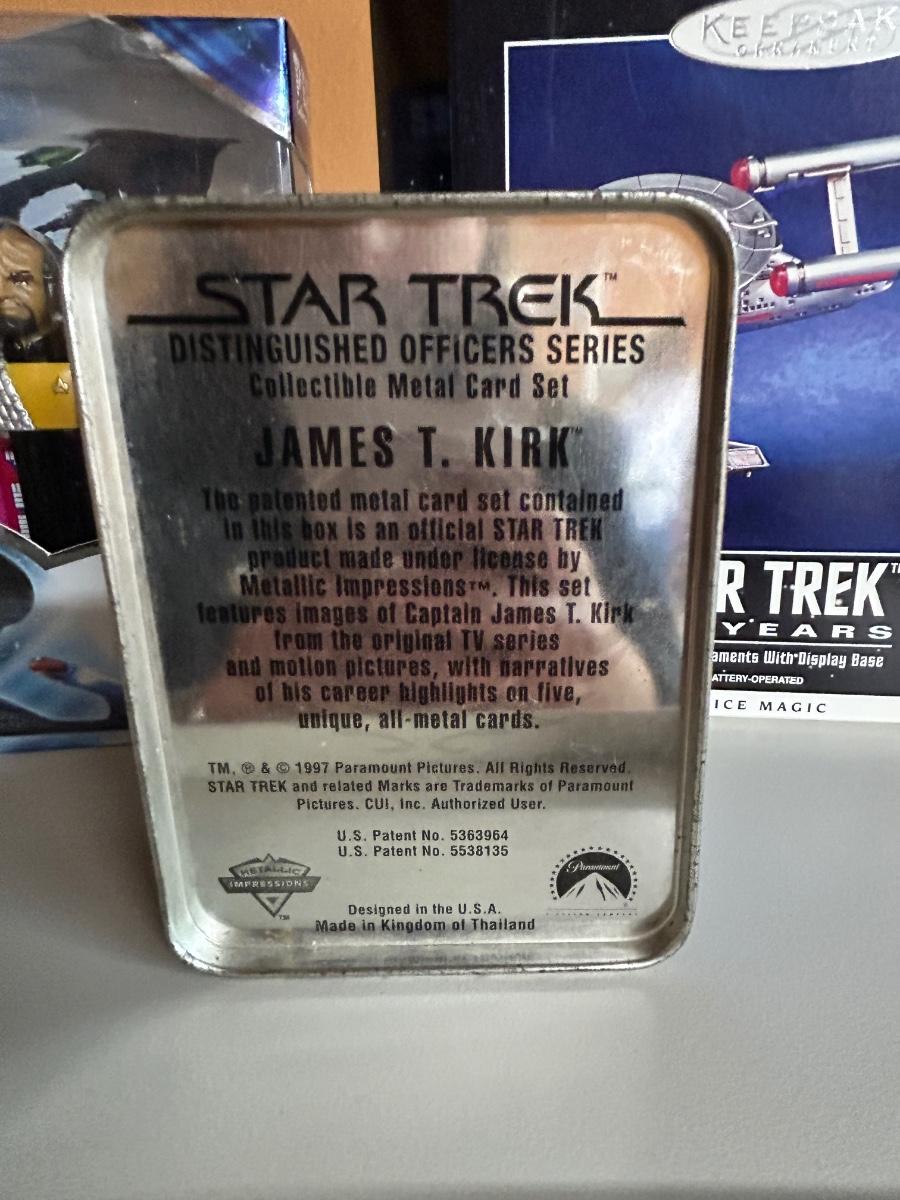 KEEPSAK
ORNAMENT
STAR TREK™
DISTINGUISHED OFFICERS SERIES
Collectible Metal Card Set
JAMES T. KIRK™
The patented metal card set contained
in this box is an official STAR TREK
product made under license by
Metallic Impressions™. This set
features images of Captain James T. Kirk
from the original TV series
and motion pictures, with narratives
of his career highlights on five,
unique, all-metal cards.
TM, ® & © 1997 Paramount Pictures. All Rights Reserved.
STAR TREK and related Marks are Trademarks of Paramount
Pictures. CUI, Inc. Authorized User.
U.S. Patent No. 5363964
U.S. Patent No. 5538135
METALLIC
IMPRESSIONS
TM
Paramount
Designed in the U.S.A.
Made in Kingdom of Thailand
R TREK™
YEARS
aments With Display Base
ATTERY-OPERATED
ICE MAGIC